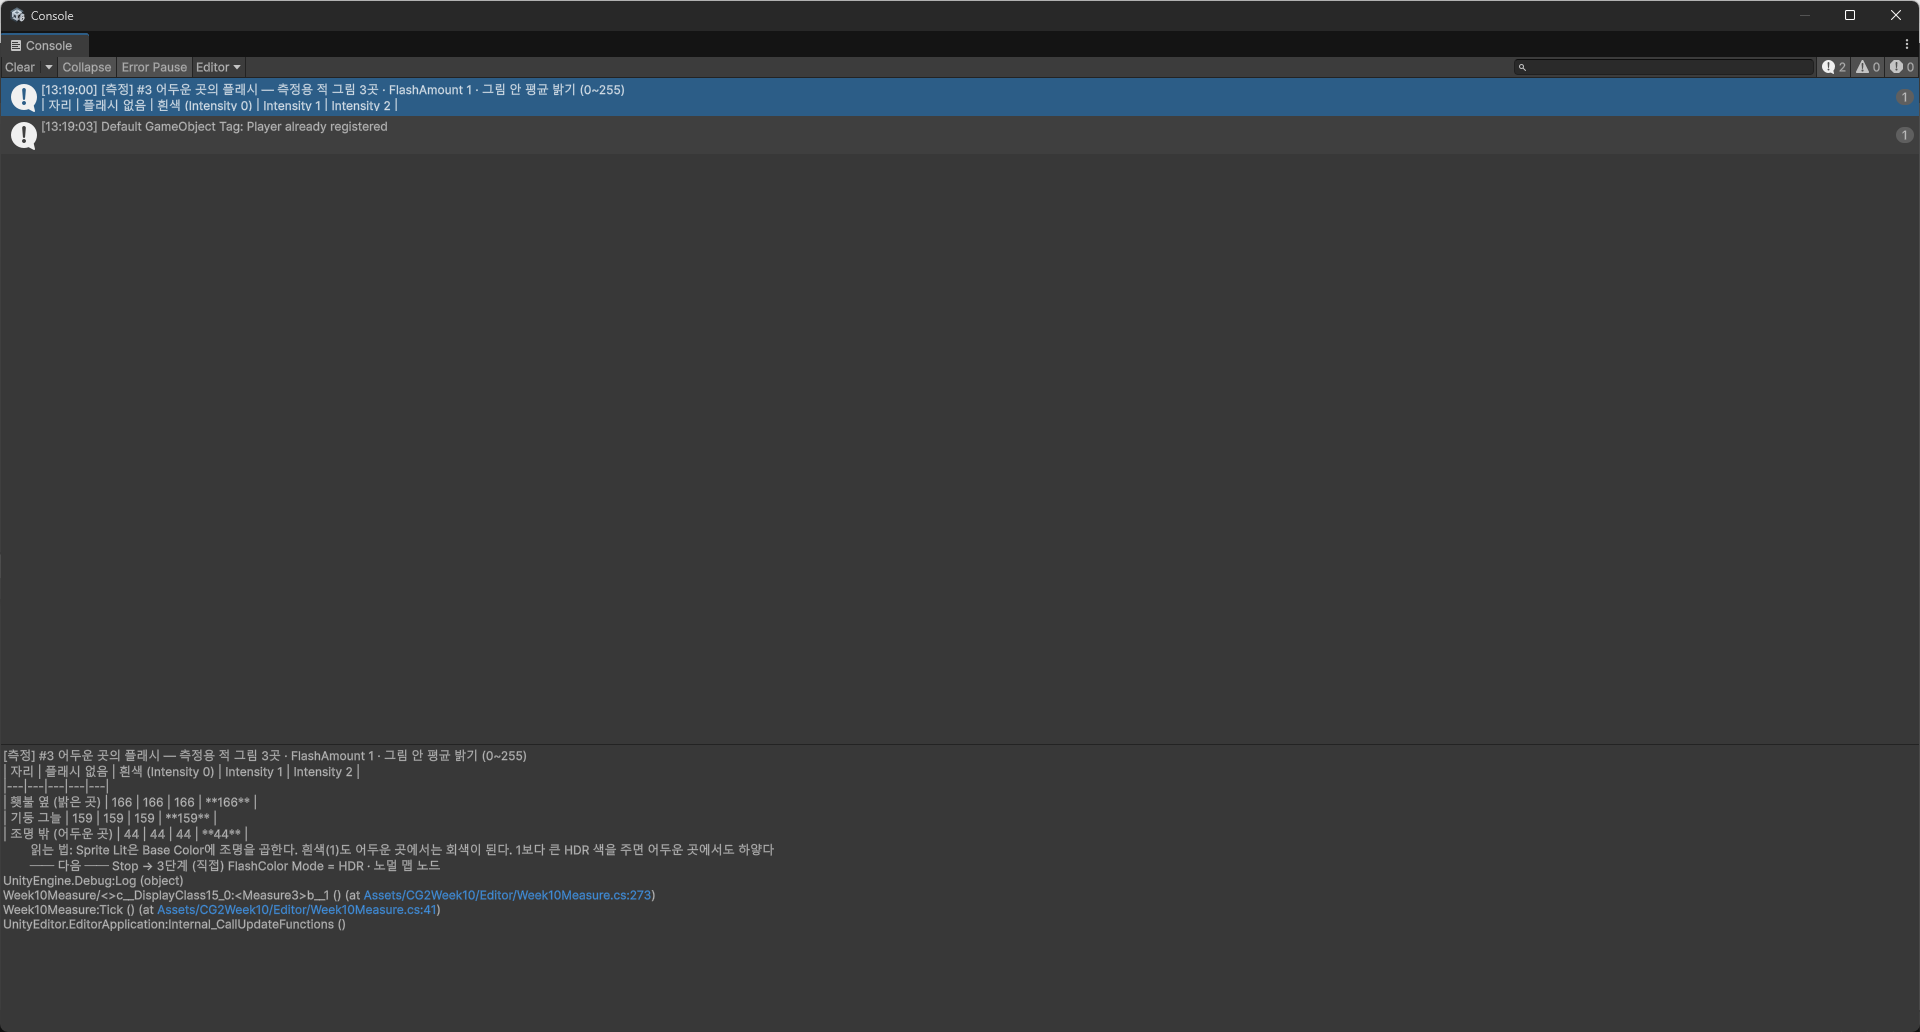 Console
Console
Clear Collapse Error Pause Editor 2 0 0
[13:19:00] [측정] #3 어두운 곳의 플래시 — 측정용 적 그림 3곳 · FlashAmount 1 · 그림 안 평균 밝기 (0~255)
| 자리 | 플래시 없음 | 흰색 (Intensity 0) | Intensity 1 | Intensity 2 |
1
[13:19:03] Default GameObject Tag: Player already registered
1
[측정] #3 어두운 곳의 플래시 — 측정용 적 그림 3곳 · FlashAmount 1 · 그림 안 평균 밝기 (0~255)
| 자리 | 플래시 없음 | 흰색 (Intensity 0) | Intensity 1 | Intensity 2 |
|---|---|---|---|---|
| 횃불 옆 (밝은 곳) | 166 | 166 | 166 | **166** |
| 기둥 그늘 | 159 | 159 | 159 | **159** |
| 조명 밖 (어두운 곳) | 44 | 44 | 44 | **44** |
읽는 법: Sprite Lit은 Base Color에 조명을 곱한다. 흰색(1)도 어두운 곳에서는 회색이 된다. 1보다 큰 HDR 색을 주면 어두운 곳에서도 하얗다
─── 다음 ─── Stop → 3단계 (직접) FlashColor Mode = HDR · 노멀 맵 노드
UnityEngine.Debug:Log (object)
Week10Measure/<>c__DisplayClass15_0:<Measure3>b__1 () (at Assets/CG2Week10/Editor/Week10Measure.cs:273)
Week10Measure:Tick () (at Assets/CG2Week10/Editor/Week10Measure.cs:41)
UnityEditor.EditorApplication:Internal_CallUpdateFunctions ()